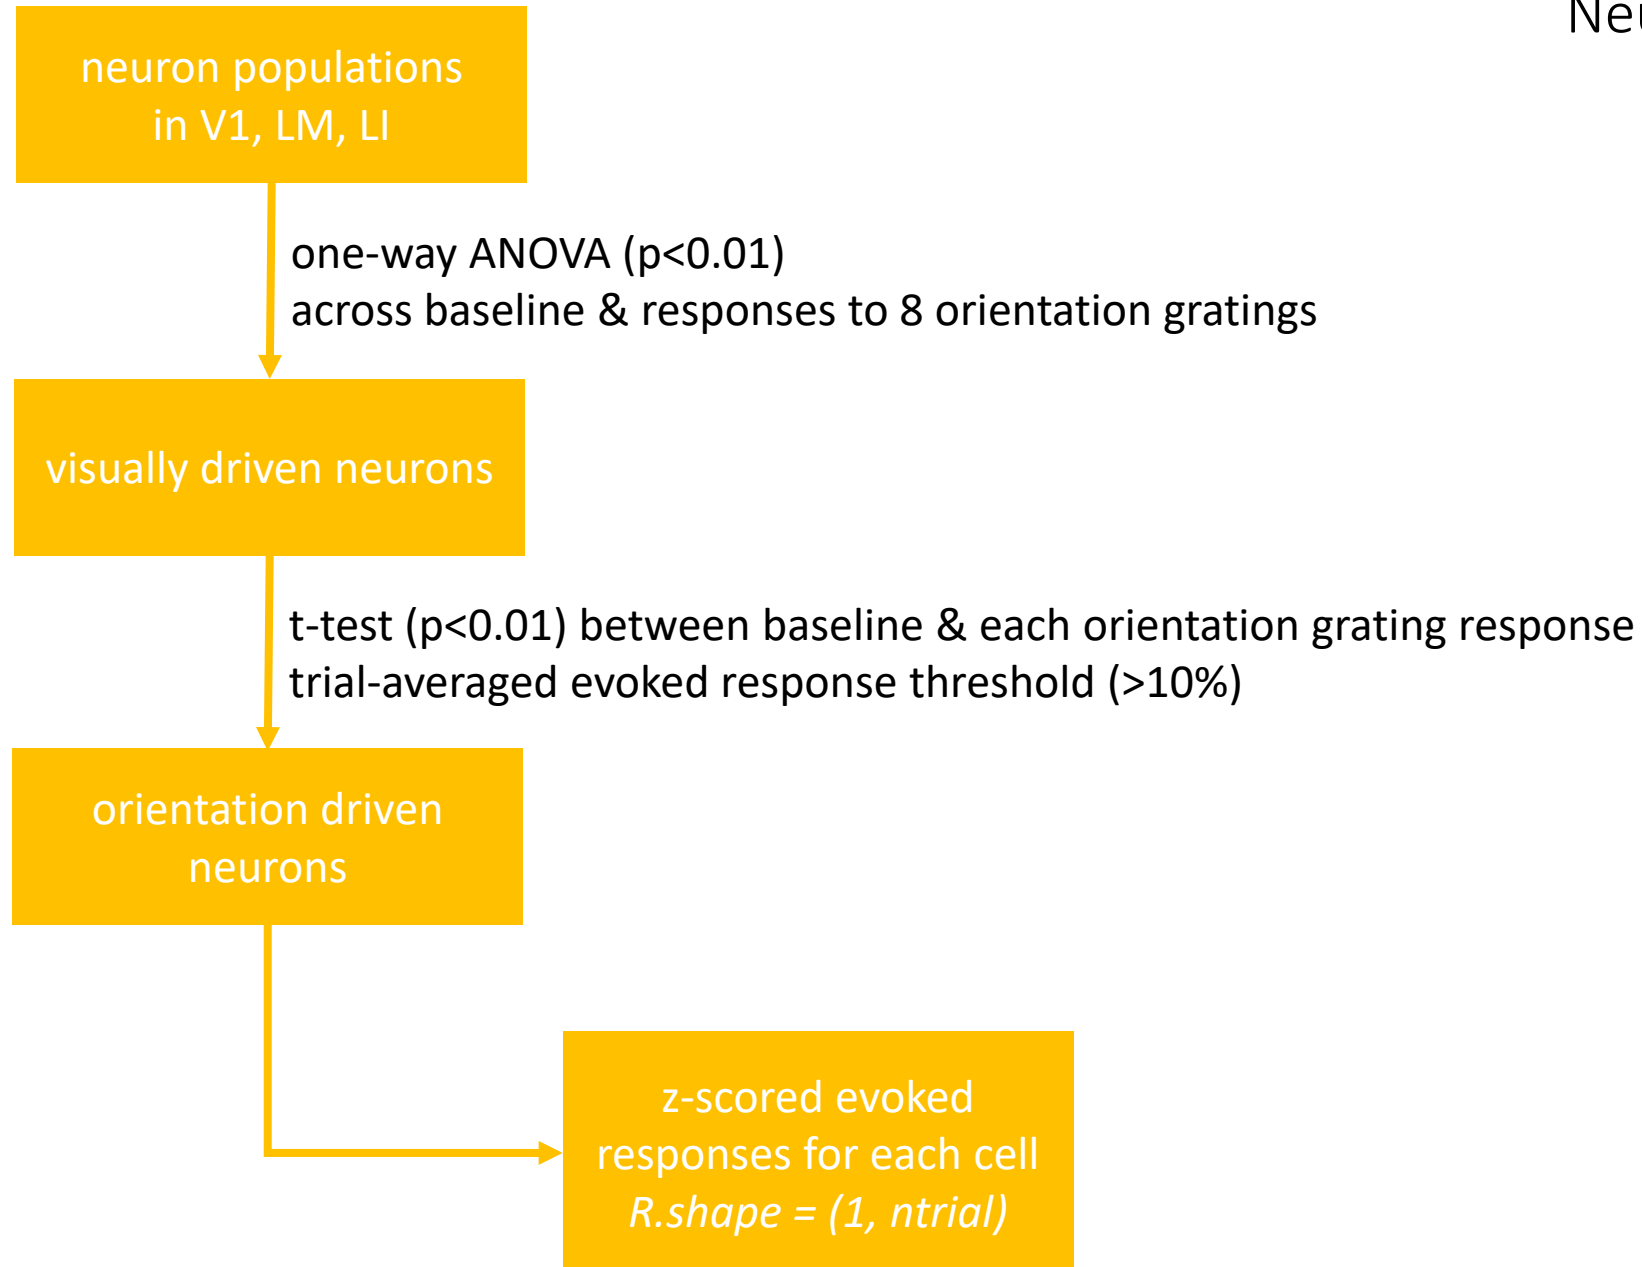 neuron populations
in V1, LM, LI
one-way ANOVA (p<0.01)
across baseline & responses to 8 orientation gratings
visually driven neurons
t-test (p<0.01) between baseline & each orientation grating response
trial-averaged evoked response threshold (>10%)
orientation driven
neurons
z-scored evoked
responses for each cell
R.shape = (1, ntrial)